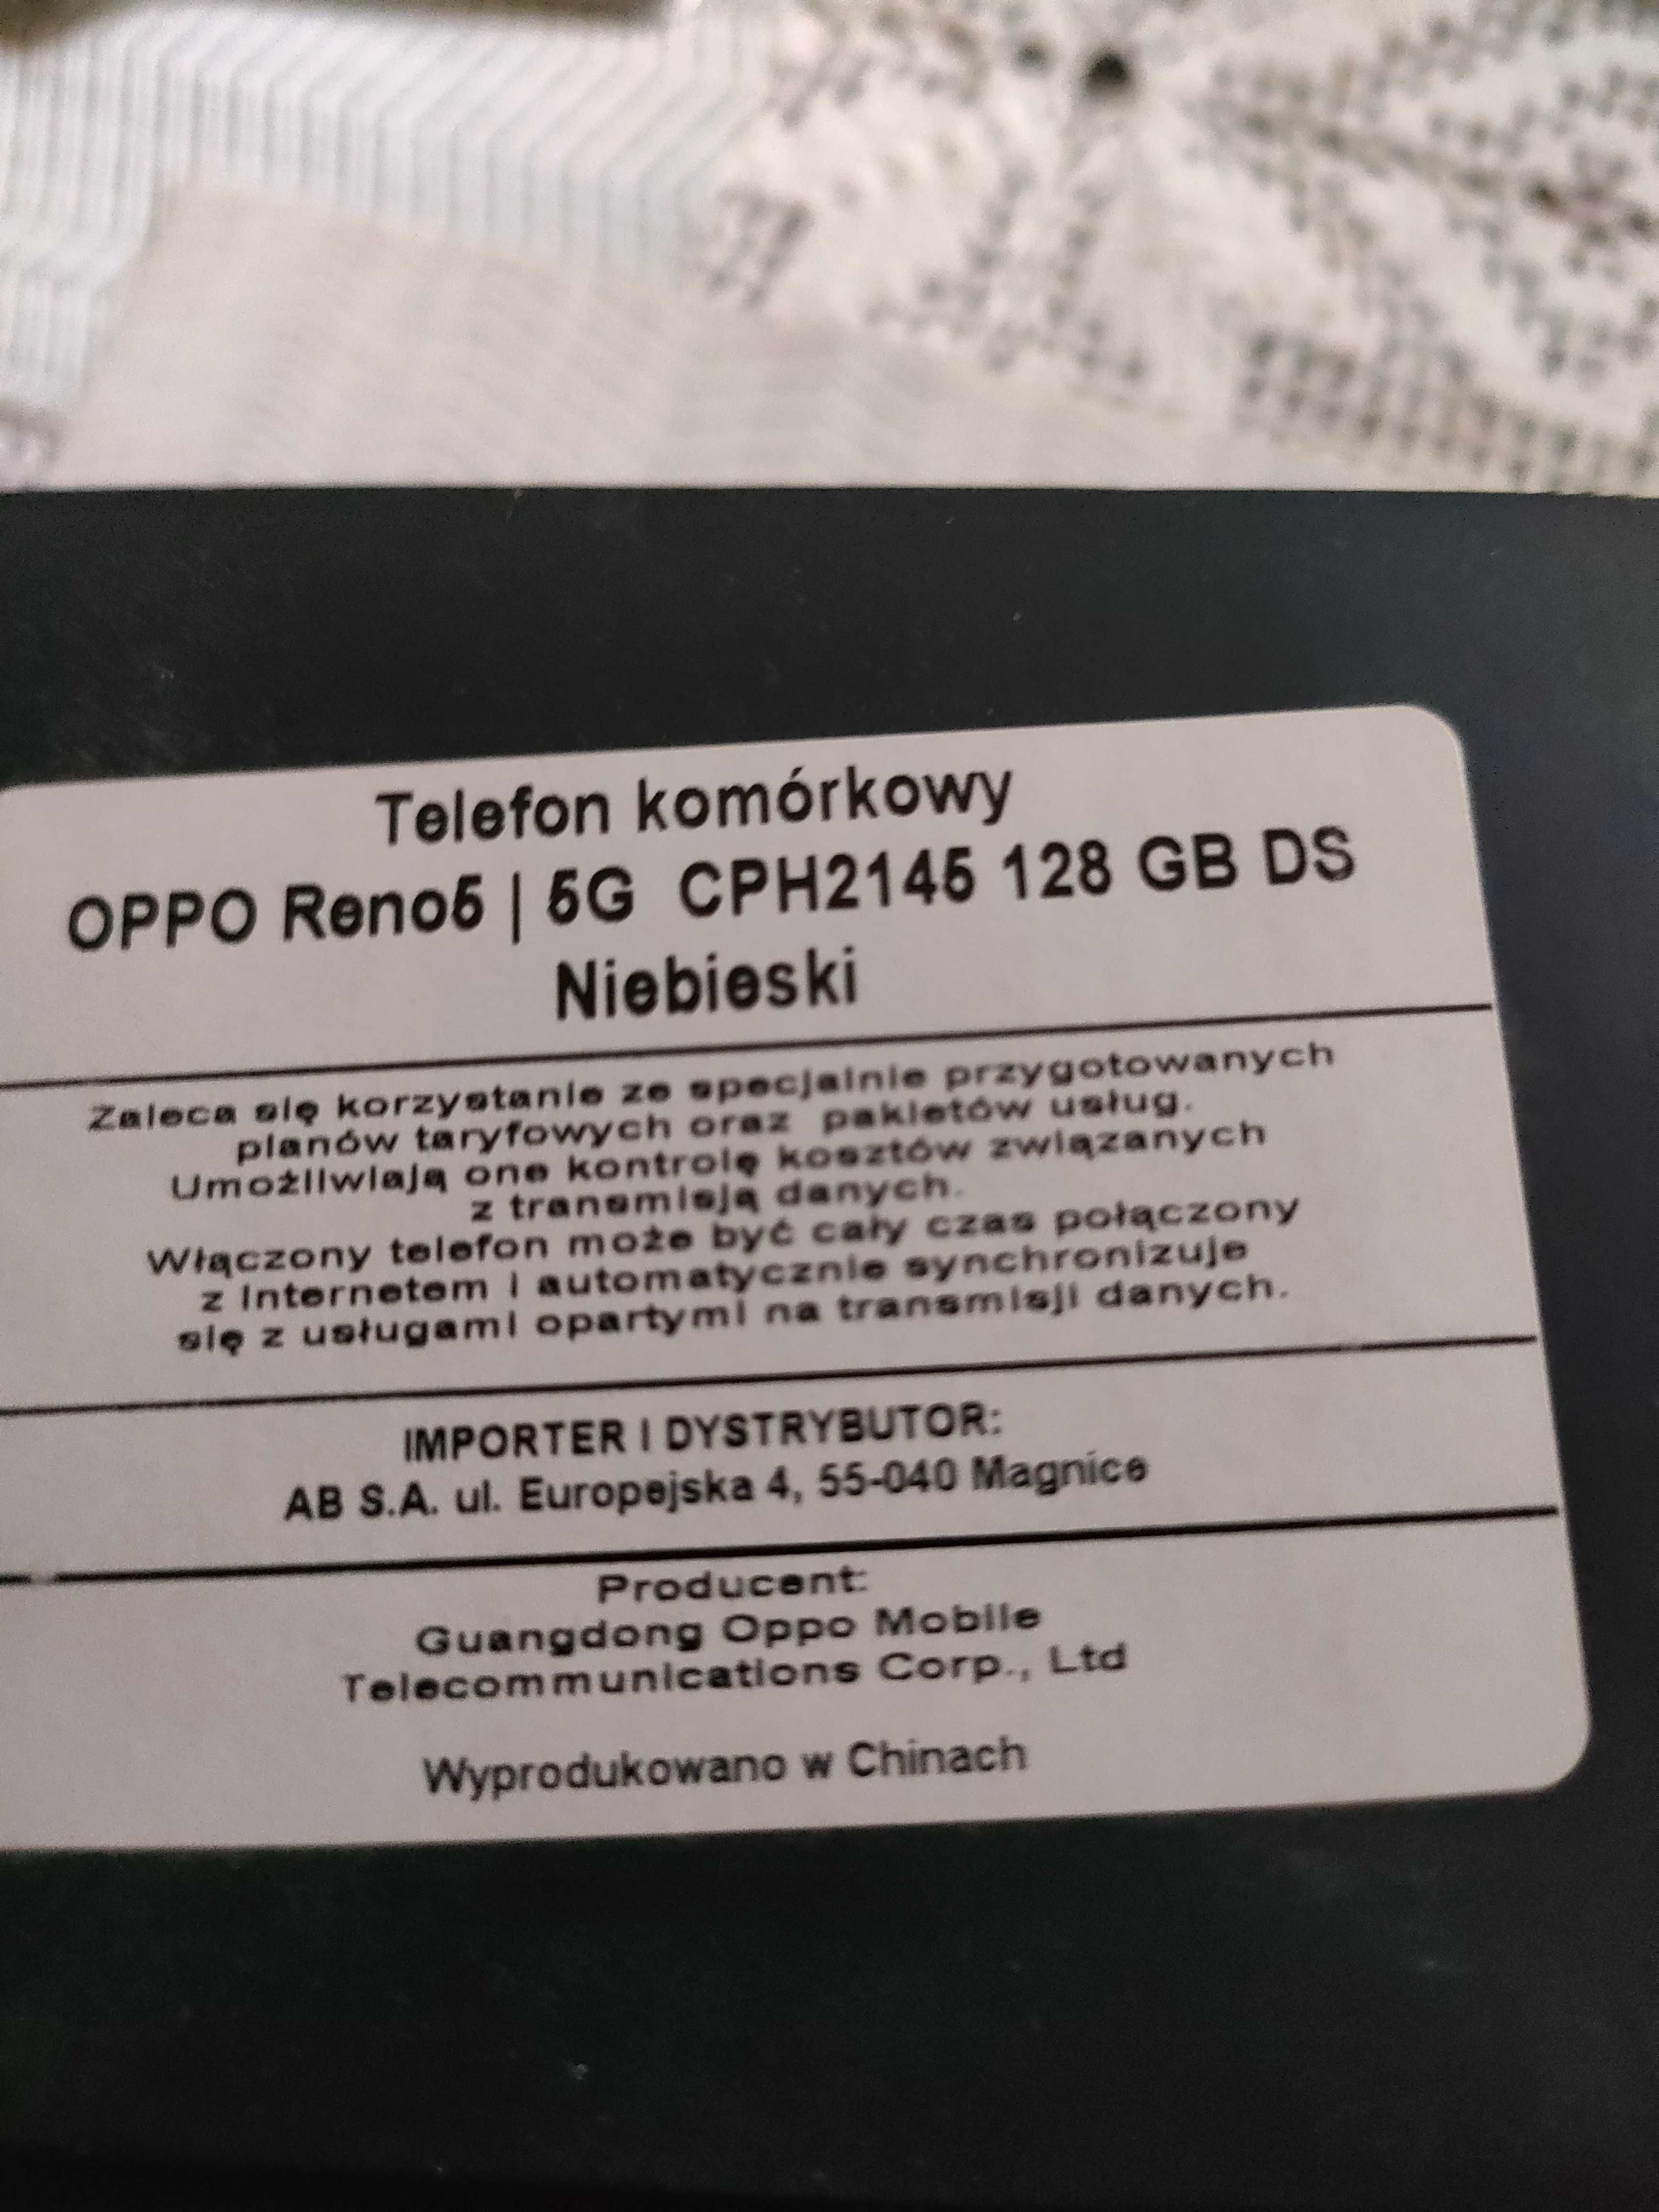 Telefon komórkowy
OPPO Reno5 | 5G CPH2145 128 GB DS
Niebieski
Zaleca się korzystanie ze specjalnie przygotowanych
planów taryfowych oraz pakietów usług.
Umożliwiają one kontrolę kosztów związanych
z transmisją danych.
Włączony telefon może być cały czas połączony
z Internetem i automatycznie synchronizuje
się z usługami opartymi na transmisji danych.
IMPORTER I DYSTRYBUTOR:
AB S.A. ul. Europejska 4, 55-040 Magnice
Producent:
Guangdong Oppo Mobile
Telecommunications Corp., Ltd
Wyprodukowano w Chinach